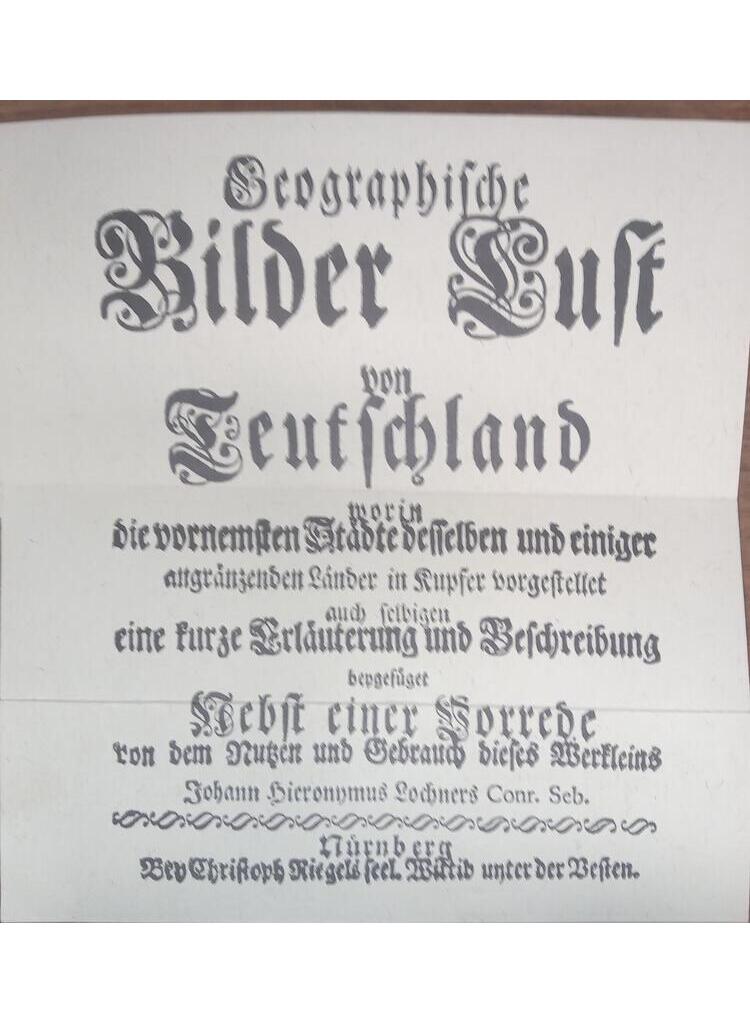 Geographische
Bilder Lust
von
Teutschland
worin
die vornemsten Städte desselben und einiger
angränzenden Länder in Kupfer vorgestellet
auch selbigen
eine kurze Erläuterung und Beschreibung
beygefüget
Nebst einer Vorrede
von dem Nutzen und Gebrauch dieses Werkleins
Johann Hieronymus Lochners Conr. Seb.
Nürnberg
Bey Christoph Riegels seel. Wittib unter der Vesten.